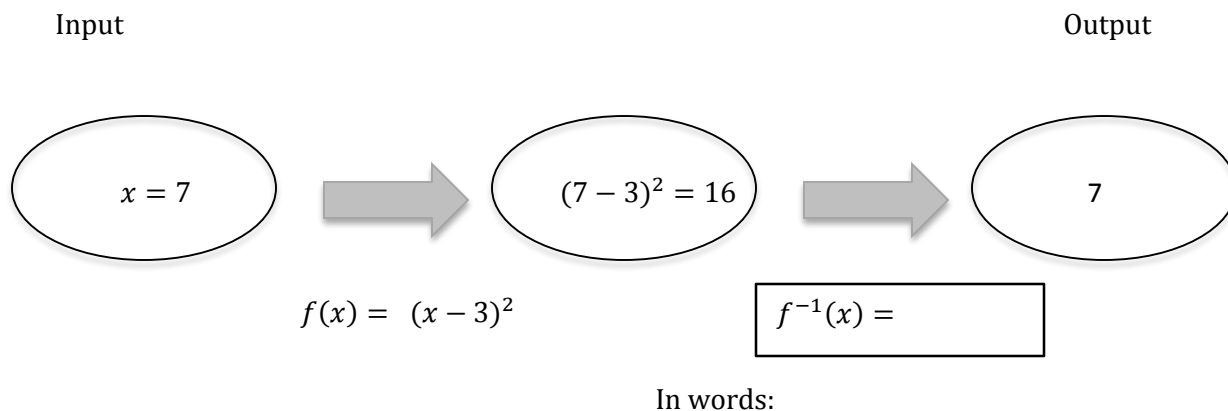 Input Output
x = 7 (7 − 3)² = 16 7
f(x) = (x − 3)² f⁻¹(x) =
In words: